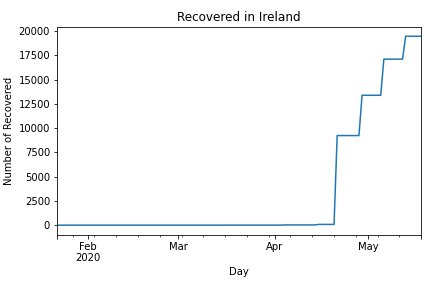 Recovered in Ireland
Number of Recovered
20000
17500
15000
12500
10000
7500
5000
2500
0
Feb
2020
Mar
Apr
May
Day